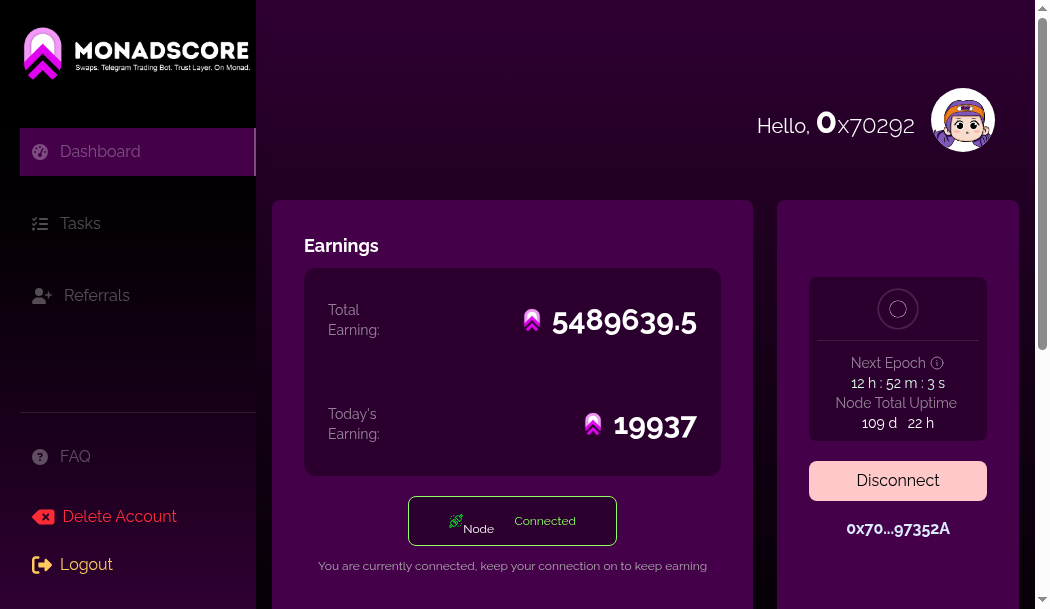 MONADSCORE
Swaps. Telegram Trading Bot. Trust Layer. On Monad.
Dashboard
Tasks
Referrals
FAQ
Delete Account
Logout
Hello, 0x70292
Earnings
Total
Earning:
5489639.5
Today's
Earning:
19937
Node
Connected
You are currently connected, keep your connection on to keep earning
Next Epoch
12 h : 52 m : 3 s
Node Total Uptime
109 d 22 h
Disconnect
0x70...97352A